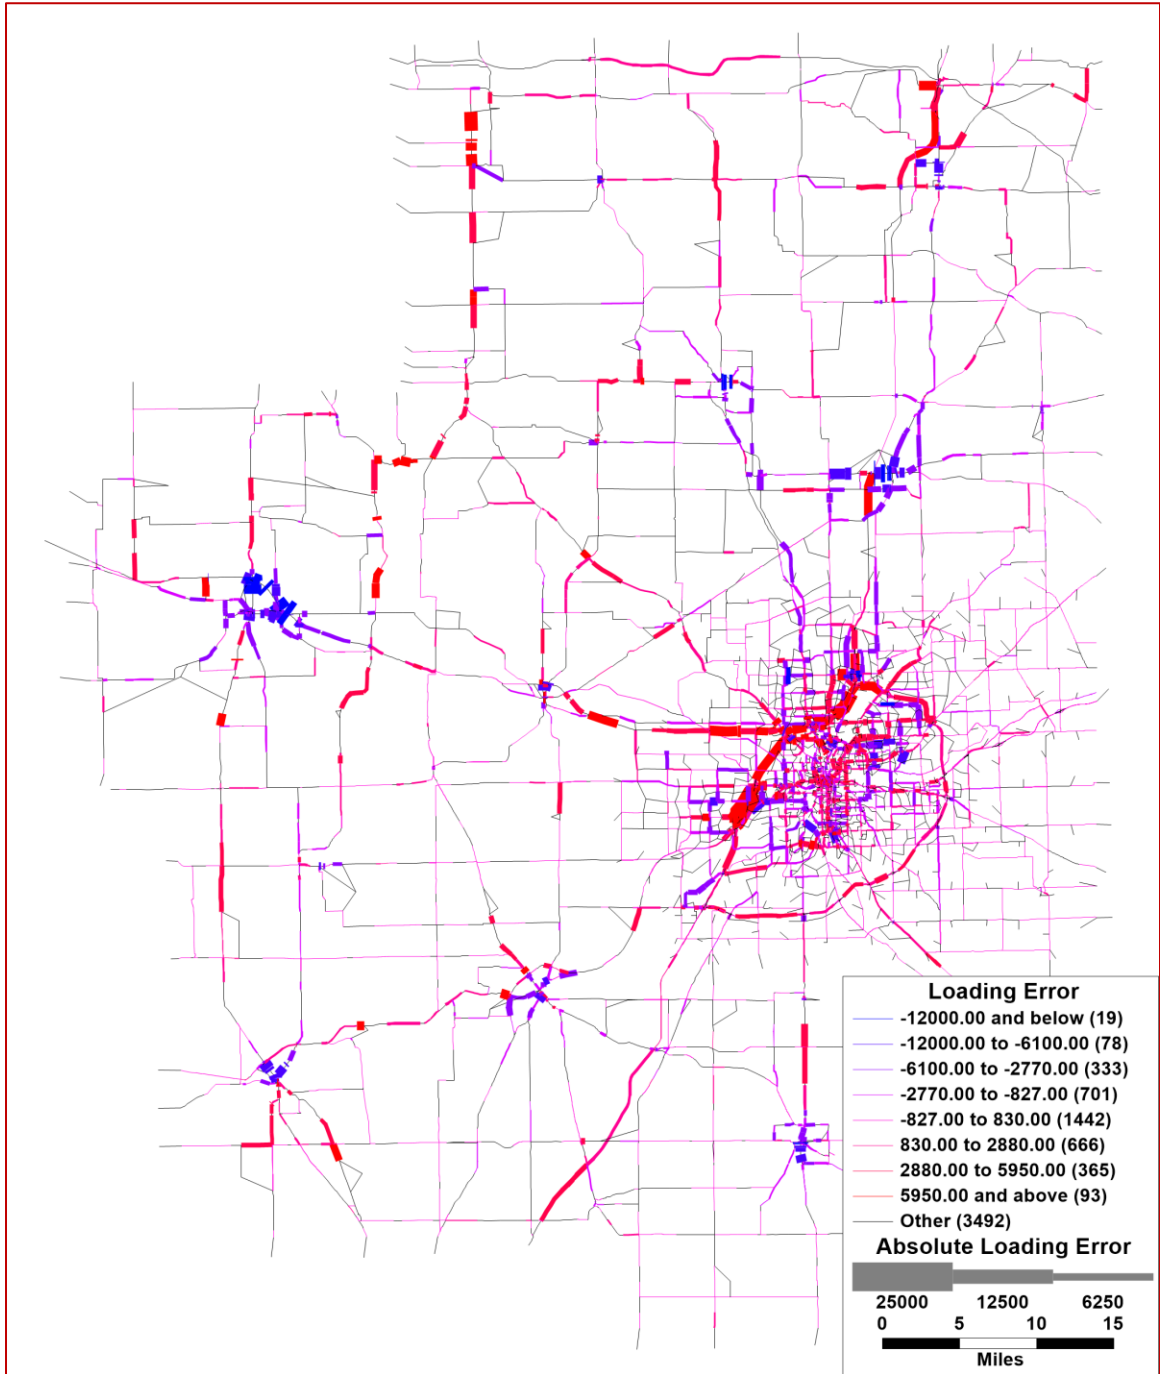 Loading Error
-12000.00 and below (19)
-12000.00 to -6100.00 (78)
-6100.00 to -2770.00 (333)
-2770.00 to -827.00 (701)
-827.00 to 830.00 (1442)
830.00 to 2880.00 (666)
2880.00 to 5950.00 (365)
5950.00 and above (93)
Other (3492)
Absolute Loading Error
25000 12500 6250
0 5 10 15
Miles